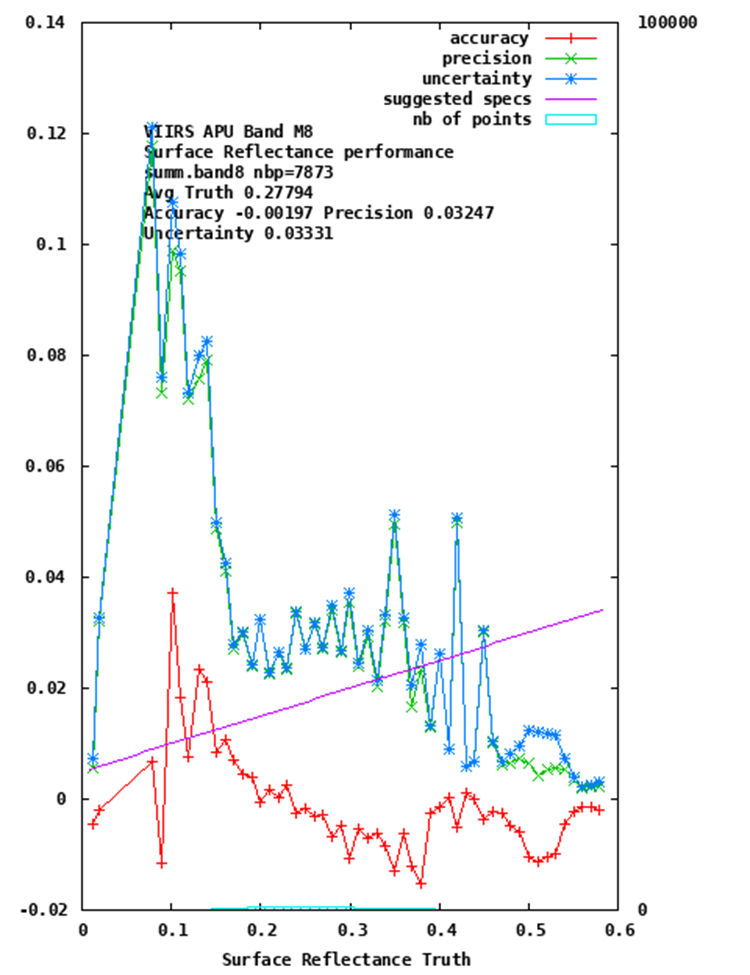 0.14
100000
accuracy
precision
uncertainty
suggested specs
nb of points
0.12
VIIRS APU Band M8
Surface Reflectance performance
summ.band8 nbp=7873
Avg Truth 0.27794
Accuracy -0.00197 Precision 0.03247
Uncertainty 0.03331
0.1
0.08
0.06
0.04
0.02
0
-0.02
0
0 0.1 0.2 0.3 0.4 0.5 0.6
Surface Reflectance Truth